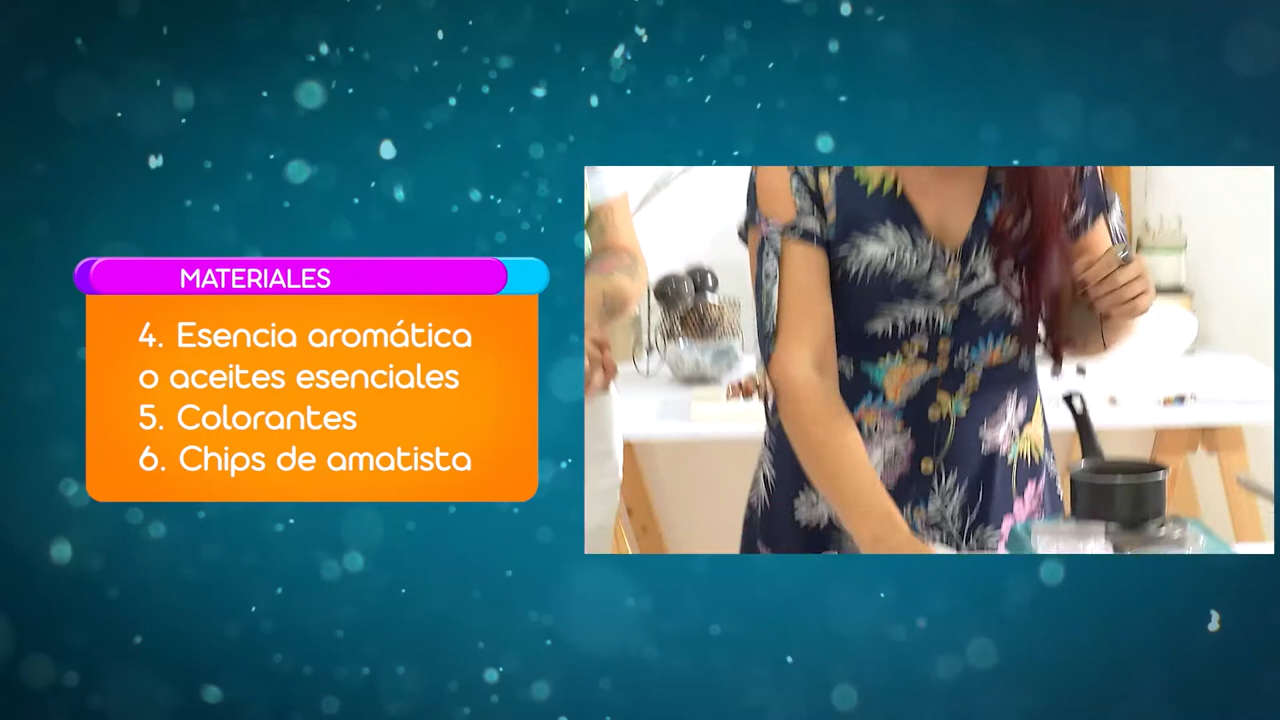 MATERIALES
4. Esencia aromática
o aceites esenciales
5. Colorantes
6. Chips de amatista